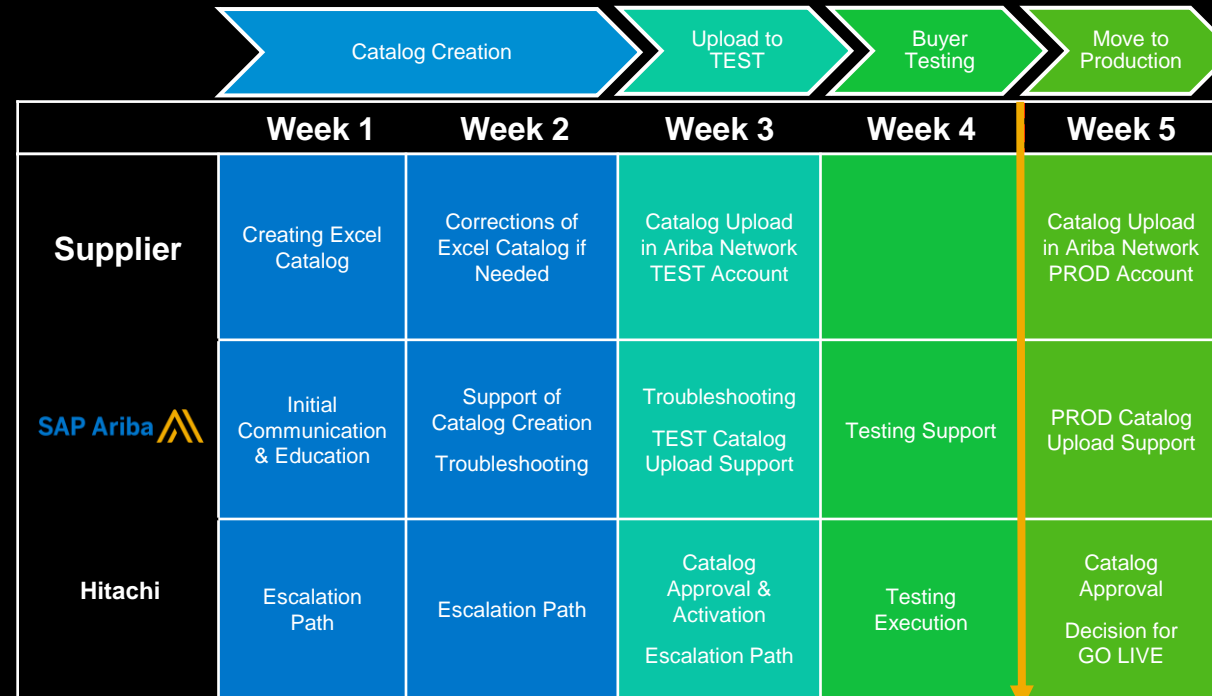 Catalog Creation
Upload to
TEST
Buyer
Testing
Move to
Production
Week 1
Week 2
Week 3
Week 4
Week 5
Supplier
Creating Excel
Catalog
Corrections of
Excel Catalog if
Needed
Catalog Upload
in Ariba Network
TEST Account
Catalog Upload
in Ariba Network
PROD Account
SAP Ariba
Initial
Communication
& Education
Support of
Catalog Creation
Troubleshooting
Troubleshooting
TEST Catalog
Upload Support
Testing Support
PROD Catalog
Upload Support
Hitachi
Escalation
Path
Escalation Path
Catalog
Approval &
Activation
Escalation Path
Testing
Execution
Catalog
Approval
Decision for
GO LIVE